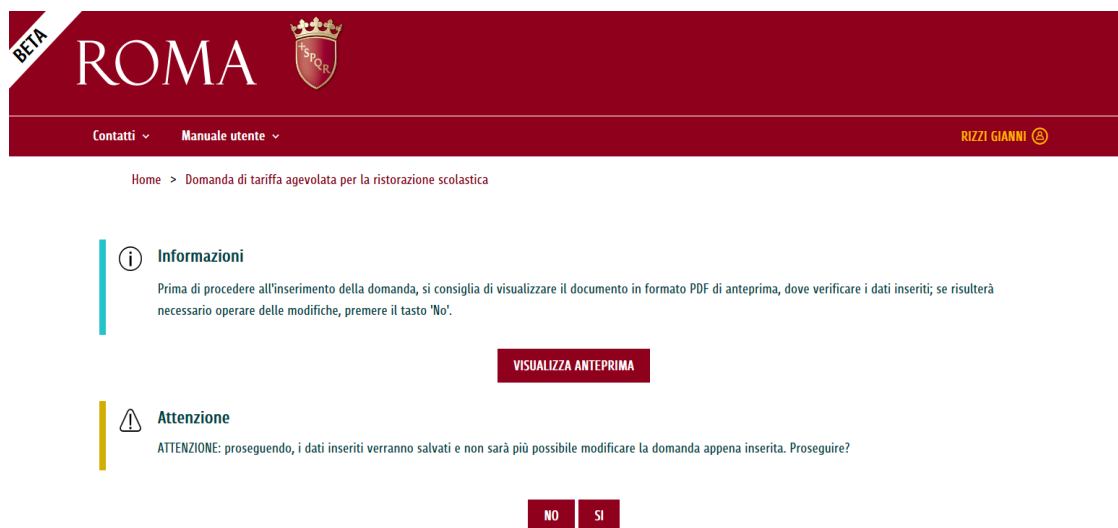 BETA
ROMA
SPQR
Contatti
Manuale utente
RIZZI GIANNI
Home > Domanda di tariffa agevolata per la ristorazione scolastica
Informazioni
Prima di procedere all'inserimento della domanda, si consiglia di visualizzare il documento in formato PDF di anteprima, dove verificare i dati inseriti; se risulterà
necessario operare delle modifiche, premere il tasto 'No'.
VISUALIZZA ANTEPRIMA
Attenzione
ATTENZIONE: proseguendo, i dati inseriti verranno salvati e non sarà più possibile modificare la domanda appena inserita. Proseguire?
NO
SI